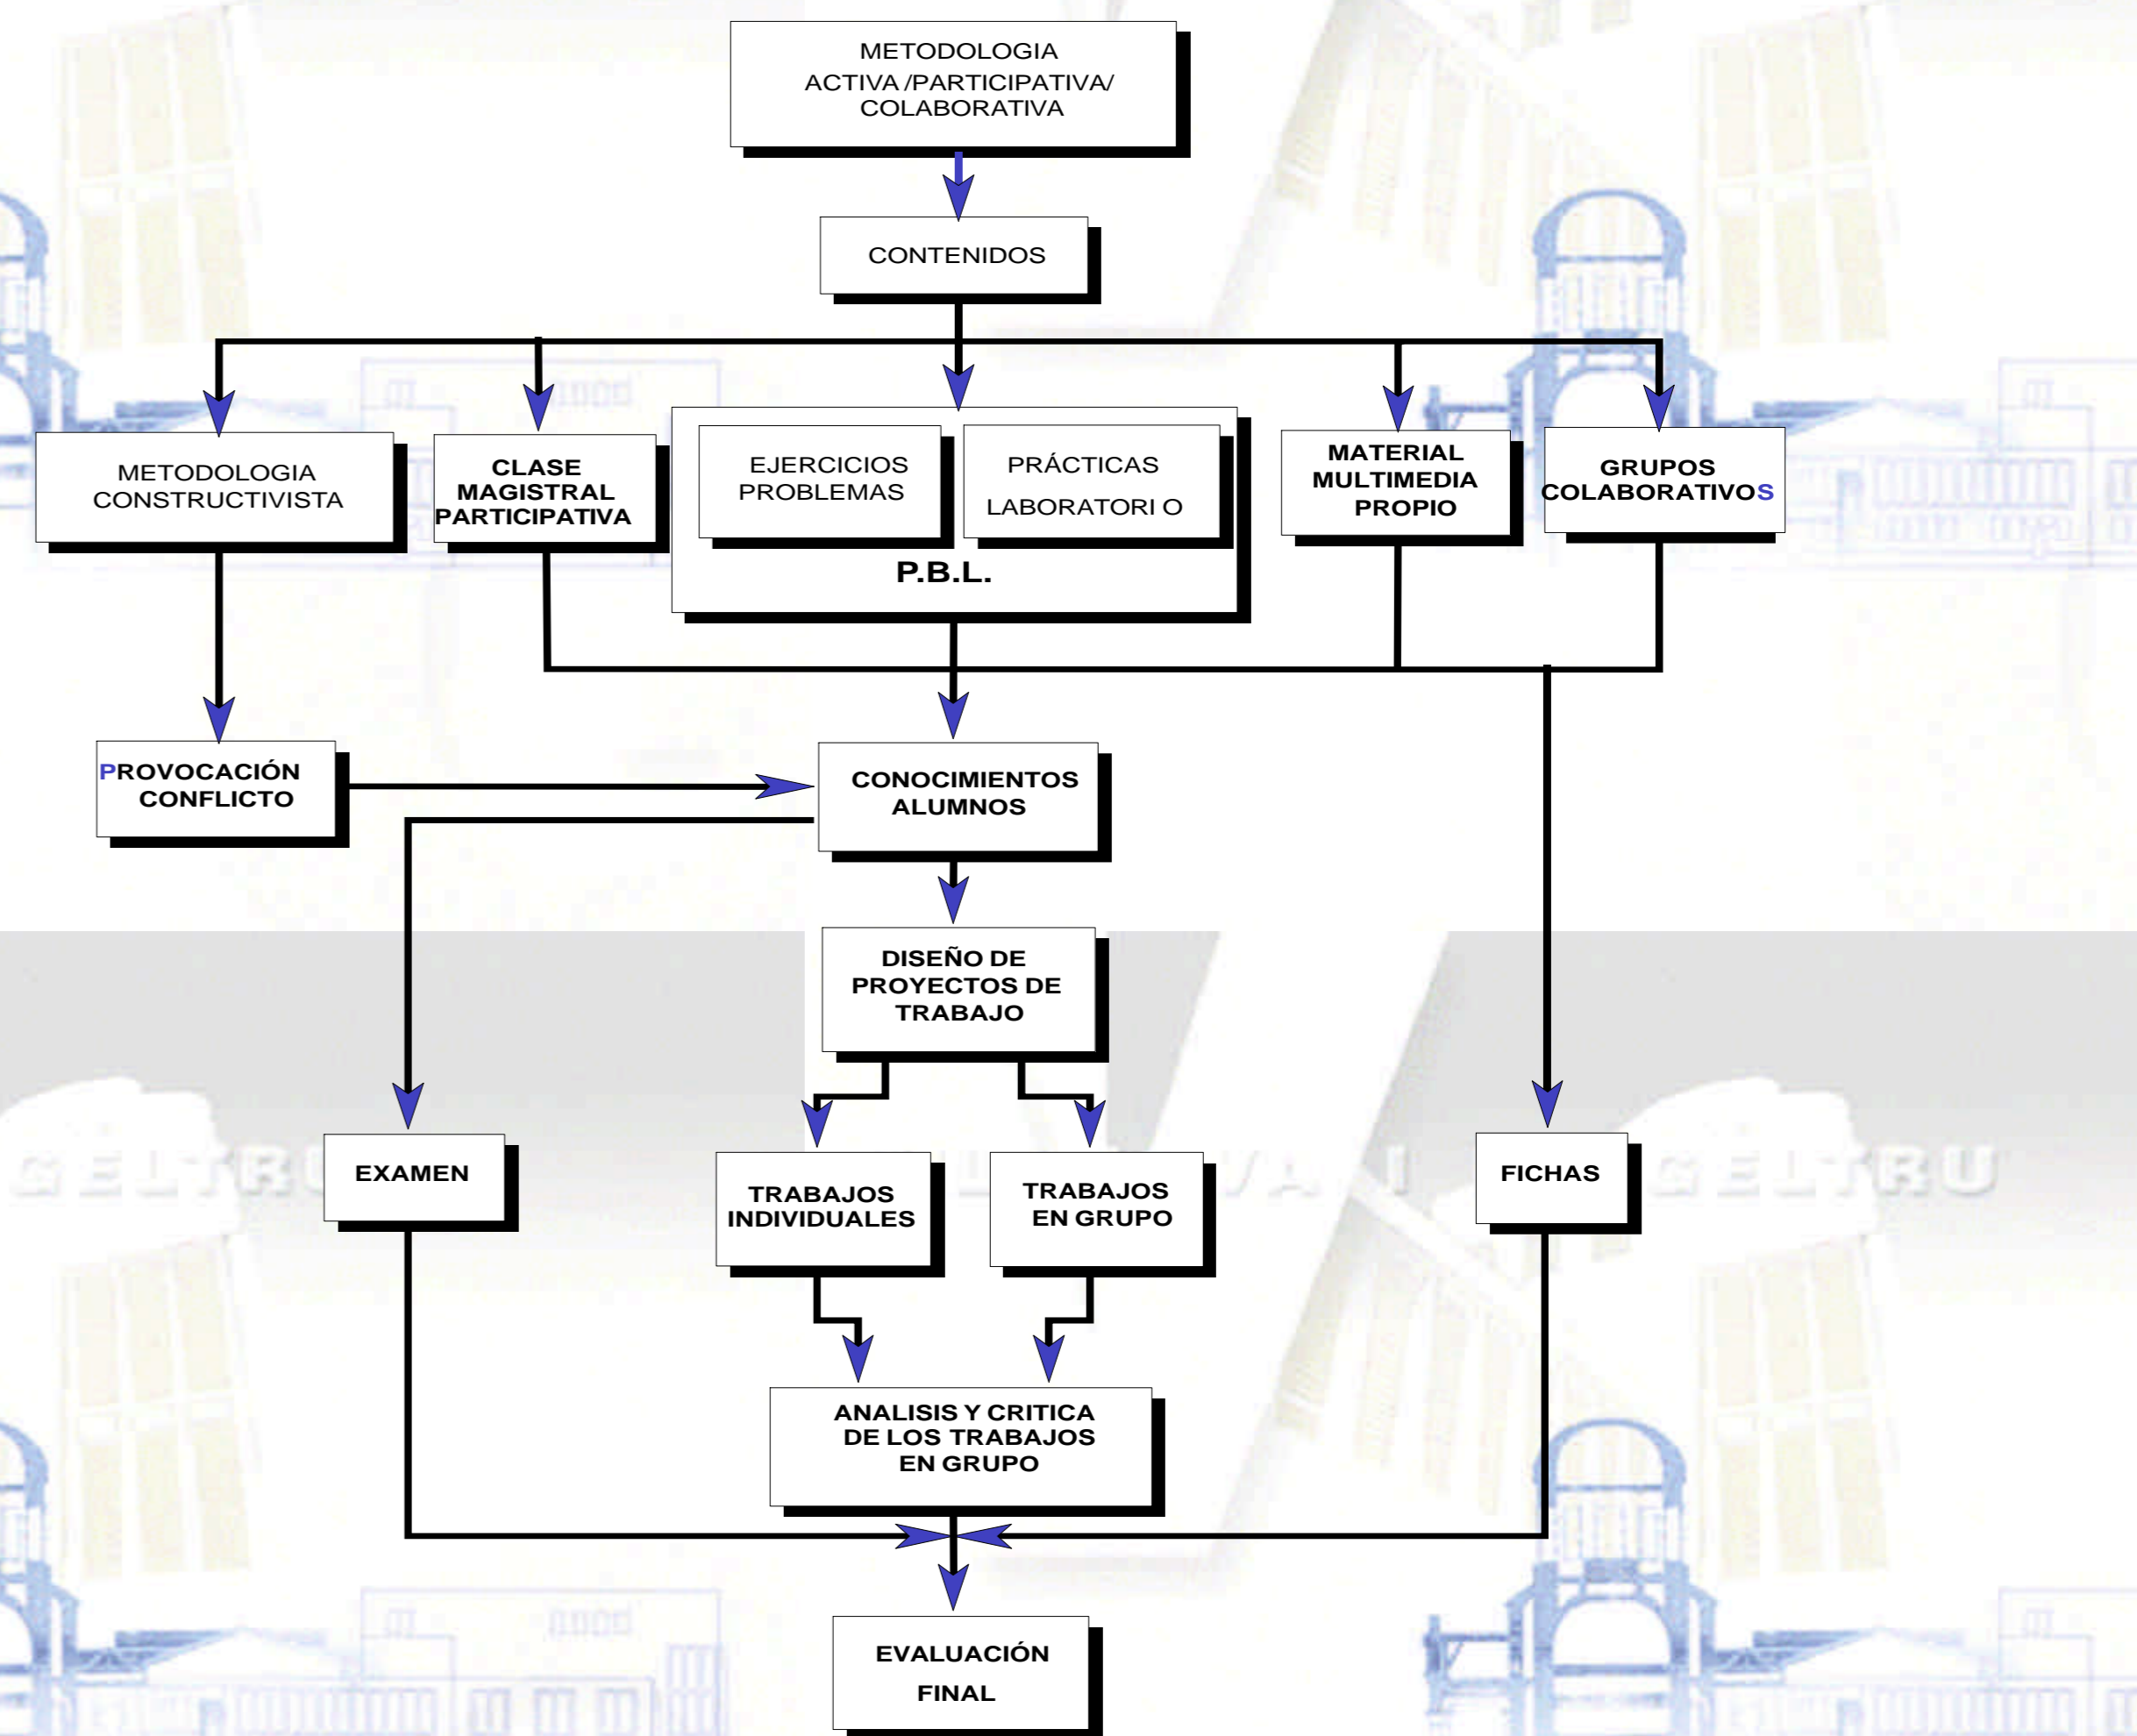 METODOLOGIA
ACTIVA /PARTICIPATIVA/
COLABORATIVA
CONTENIDOS
METODOLOGIA
CONSTRUCTIVISTA
CLASE
MAGISTRAL
PARTICIPATIVA
EJERCICIOS
PROBLEMAS
PRÁCTICAS
LABORATORI O
P.B.L.
MATERIAL
MULTIMEDIA
PROPIO
GRUPOS
COLABORATIVOS
PROVOCACIÓN
CONFLICTO
CONOCIMIENTOS
ALUMNOS
DISEÑO DE
PROYECTOS DE
TRABAJO
EXAMEN
TRABAJOS
INDIVIDUALES
TRABAJOS
EN GRUPO
FICHAS
GELTRU
ANALISIS Y CRITICA
DE LOS TRABAJOS
EN GRUPO
EVALUACIÓN
FINAL